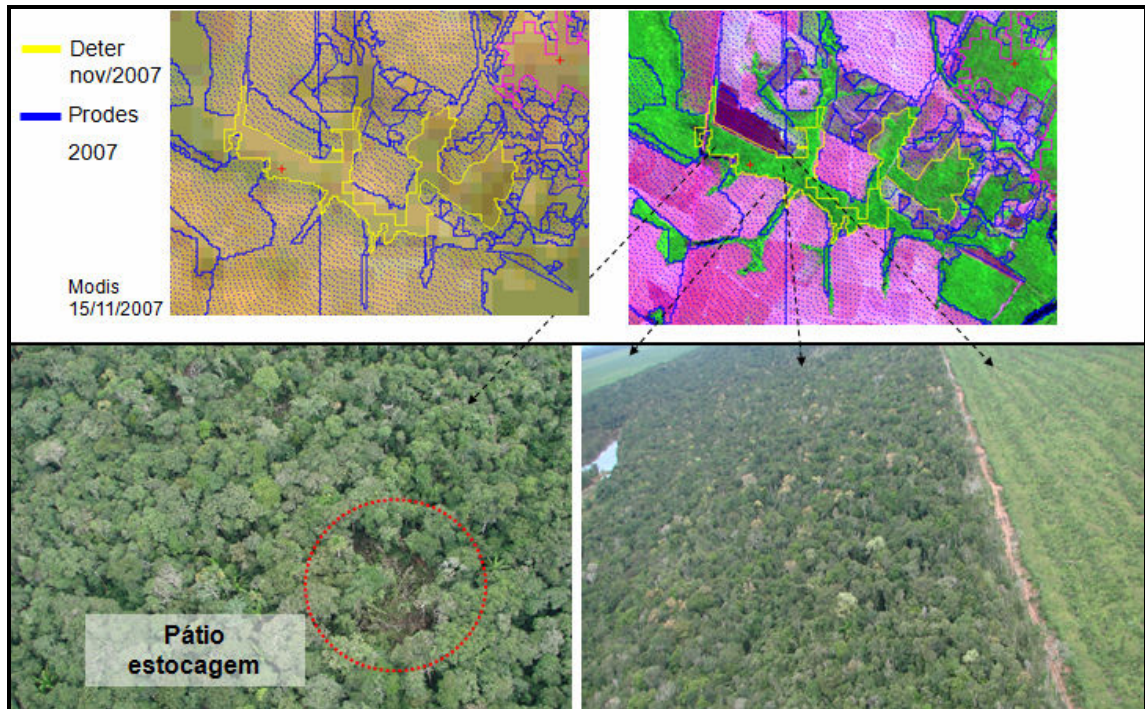 Deter
nov/2007
Prodes
2007
Modis
15/11/2007
Pátio
estocagem